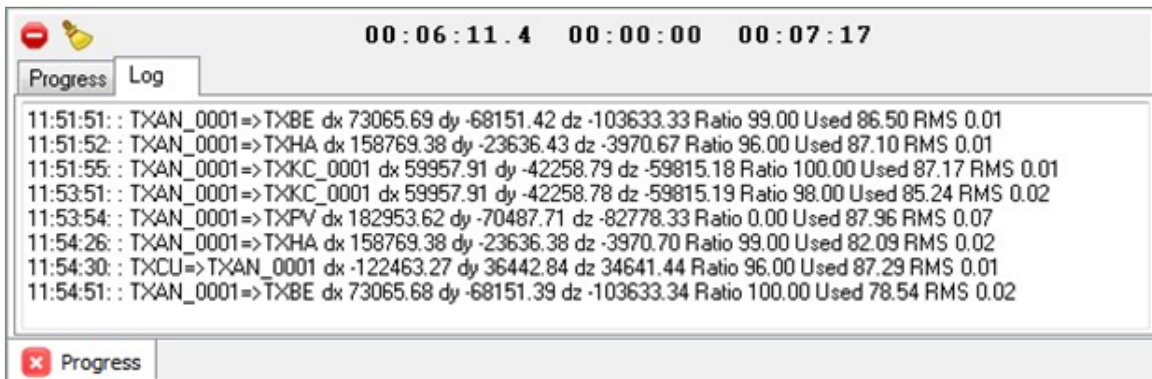 00:06:11.4 00:00:00 00:07:17
Progress Log
11:51:51: : TXAN_0001=>TXBE dx 73065.69 dy -68151.42 dz -103633.33 Ratio 99.00 Used 86.50 RMS 0.01
11:51:52: : TXAN_0001=>TXHA dx 158769.38 dy -23636.43 dz -3970.67 Ratio 96.00 Used 87.10 RMS 0.01
11:51:55: : TXAN_0001=>TXKC_0001 dx 59957.91 dy -42258.79 dz -59815.18 Ratio 100.00 Used 87.17 RMS 0.01
11:53:51: : TXAN_0001=>TXKC_0001 dx 59957.91 dy -42258.78 dz -59815.19 Ratio 98.00 Used 85.24 RMS 0.02
11:53:54: : TXAN_0001=>TXPV dx 182953.62 dy -70487.71 dz -82778.33 Ratio 0.00 Used 87.96 RMS 0.07
11:54:26: : TXAN_0001=>TXHA dx 158769.38 dy -23636.38 dz -3970.70 Ratio 99.00 Used 82.09 RMS 0.02
11:54:30: : TXCU=>TXAN_0001 dx -122463.27 dy 36442.84 dz 34641.44 Ratio 96.00 Used 87.29 RMS 0.01
11:54:51: : TXAN_0001=>TXBE dx 73065.68 dy -68151.39 dz -103633.34 Ratio 100.00 Used 78.54 RMS 0.02
Progress